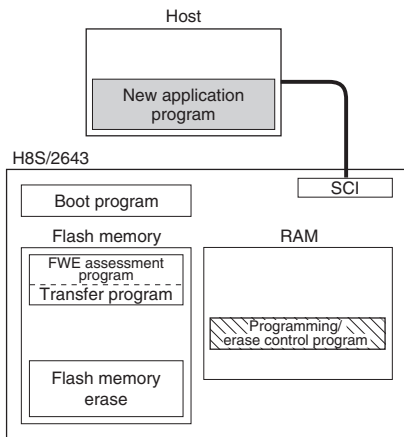 Host
New application
program
H8S/2643
SCI
Boot program
Flash memory
RAM
FWE assessment
program
Transfer program
Programming/
erase control program
Flash memory
erase